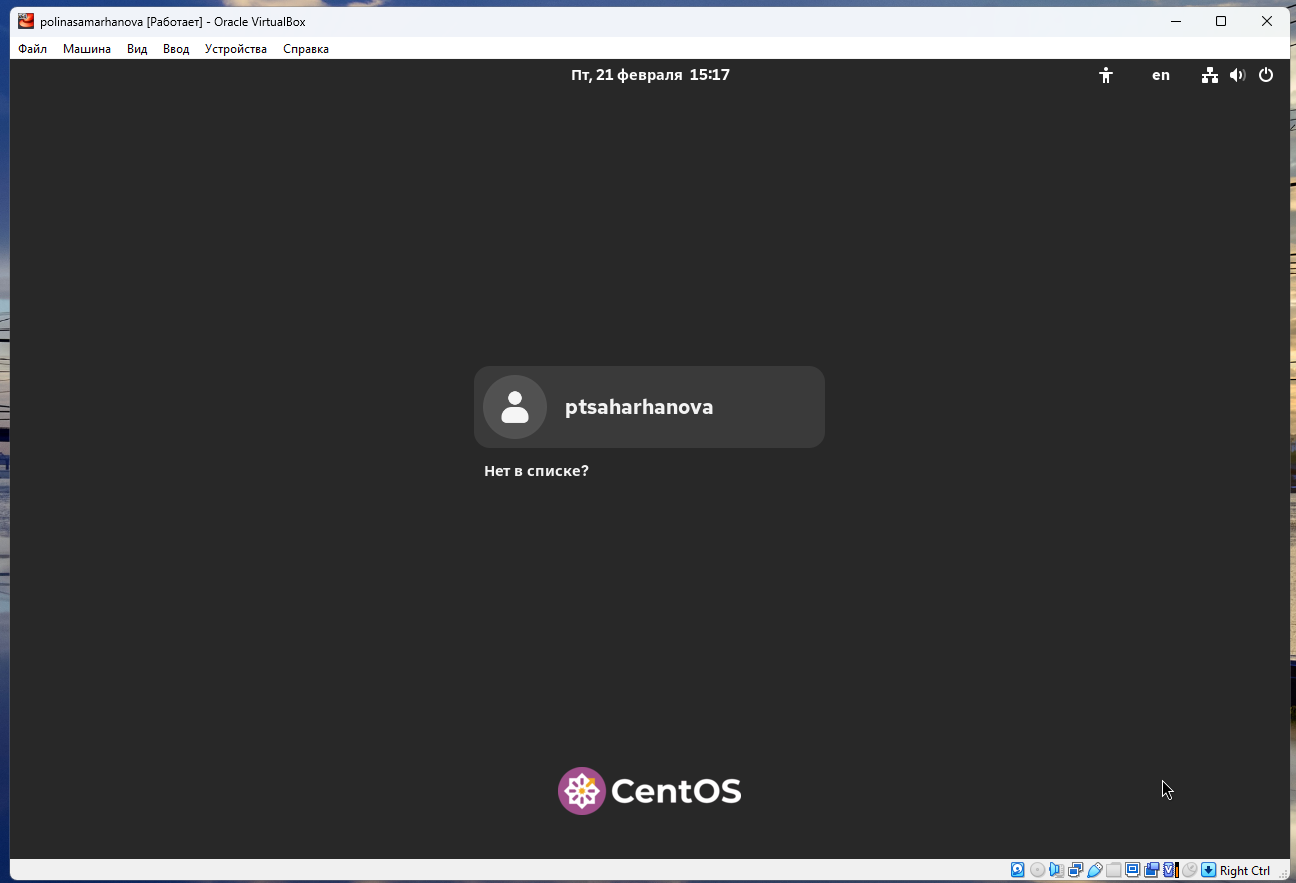 polinasamarhanova [Работает] - Oracle VirtualBox
Файл Машина Вид Ввод Устройства Справка
Пт, 21 февраля 15:17 en
ptsaharhanova
Нет в списке?
CentOS
Right Ctrl